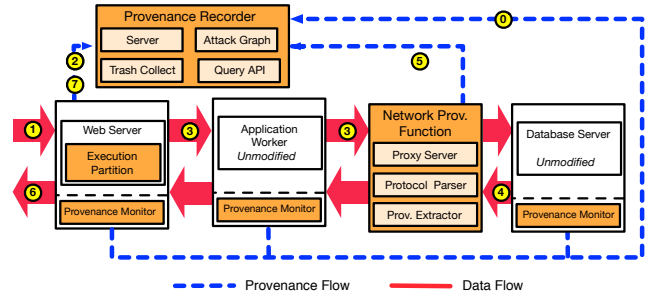 Provenance Recorder
0
Server
Attack Graph
2
5
Trash Collect
Query API
7
Network Prov.
Function
1
Web Server
3
Application
Worker
Unmodified
3
Database Server
Unmodified
Execution
Partition
Proxy Server
Protocol Parser
6
4
Provenance Monitor
Provenance Monitor
Prov. Extractor
Provenance Monitor
Provenance Flow
Data Flow